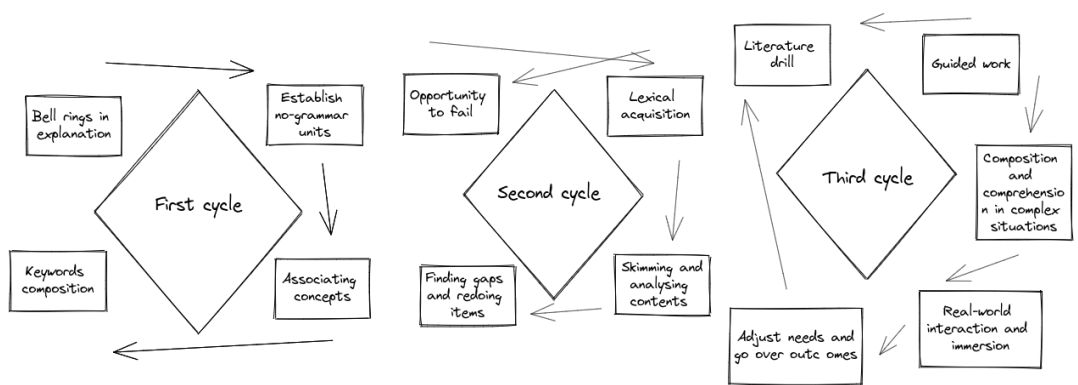 Bell rings in
explanation
Establish
no-grammar
units
First cycle
Keywords
composition
Associating
concepts
Opportunity
to fail
Lexical
acquisition
Second cycle
Finding gaps
and redoing
items
Skimming and
analysing
contents
Literature
drill
Guided work
Third cycle
Composition
and
comprehensio
n in complex
situations
Adjust needs and
go over outc omes
Real-world
interaction and
immersion